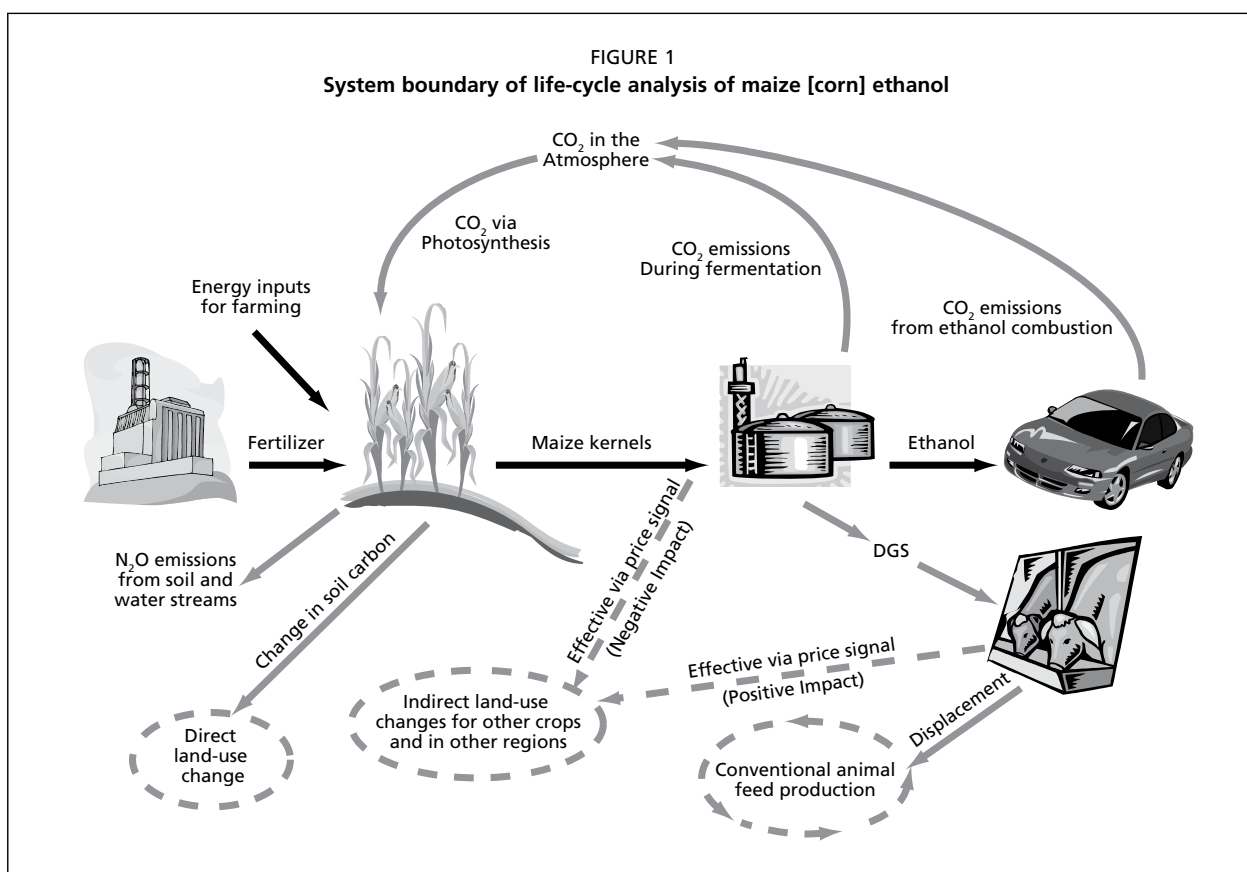 FIGURE 1
System boundary of life-cycle analysis of maize [corn] ethanol
CO₂ in the
Atmosphere
CO₂ via
Photosynthesis
CO₂ emissions
During fermentation
CO₂ emissions
from ethanol combustion
Energy inputs
for farming
Fertilizer
Maize kernels
Ethanol
N₂O emissions
from soil and
water streams
Change in soil carbon
Effective via price signal
(Negative Impact)
DGS
Effective via price signal
(Positive Impact)
Displacement
Direct
land-use
change
Indirect land-use
changes for other crops
and in other regions
Conventional animal
feed production